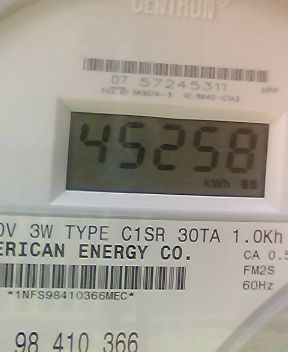 CENTRON
07 57245311
HPP
45258
kWh
0V 3W TYPE C1SR 30TA 1.0Kh
ERICAN ENERGY CO.
CA 0.5
FM2S
60Hz
*1NFS98410366MEC*
98 410 366